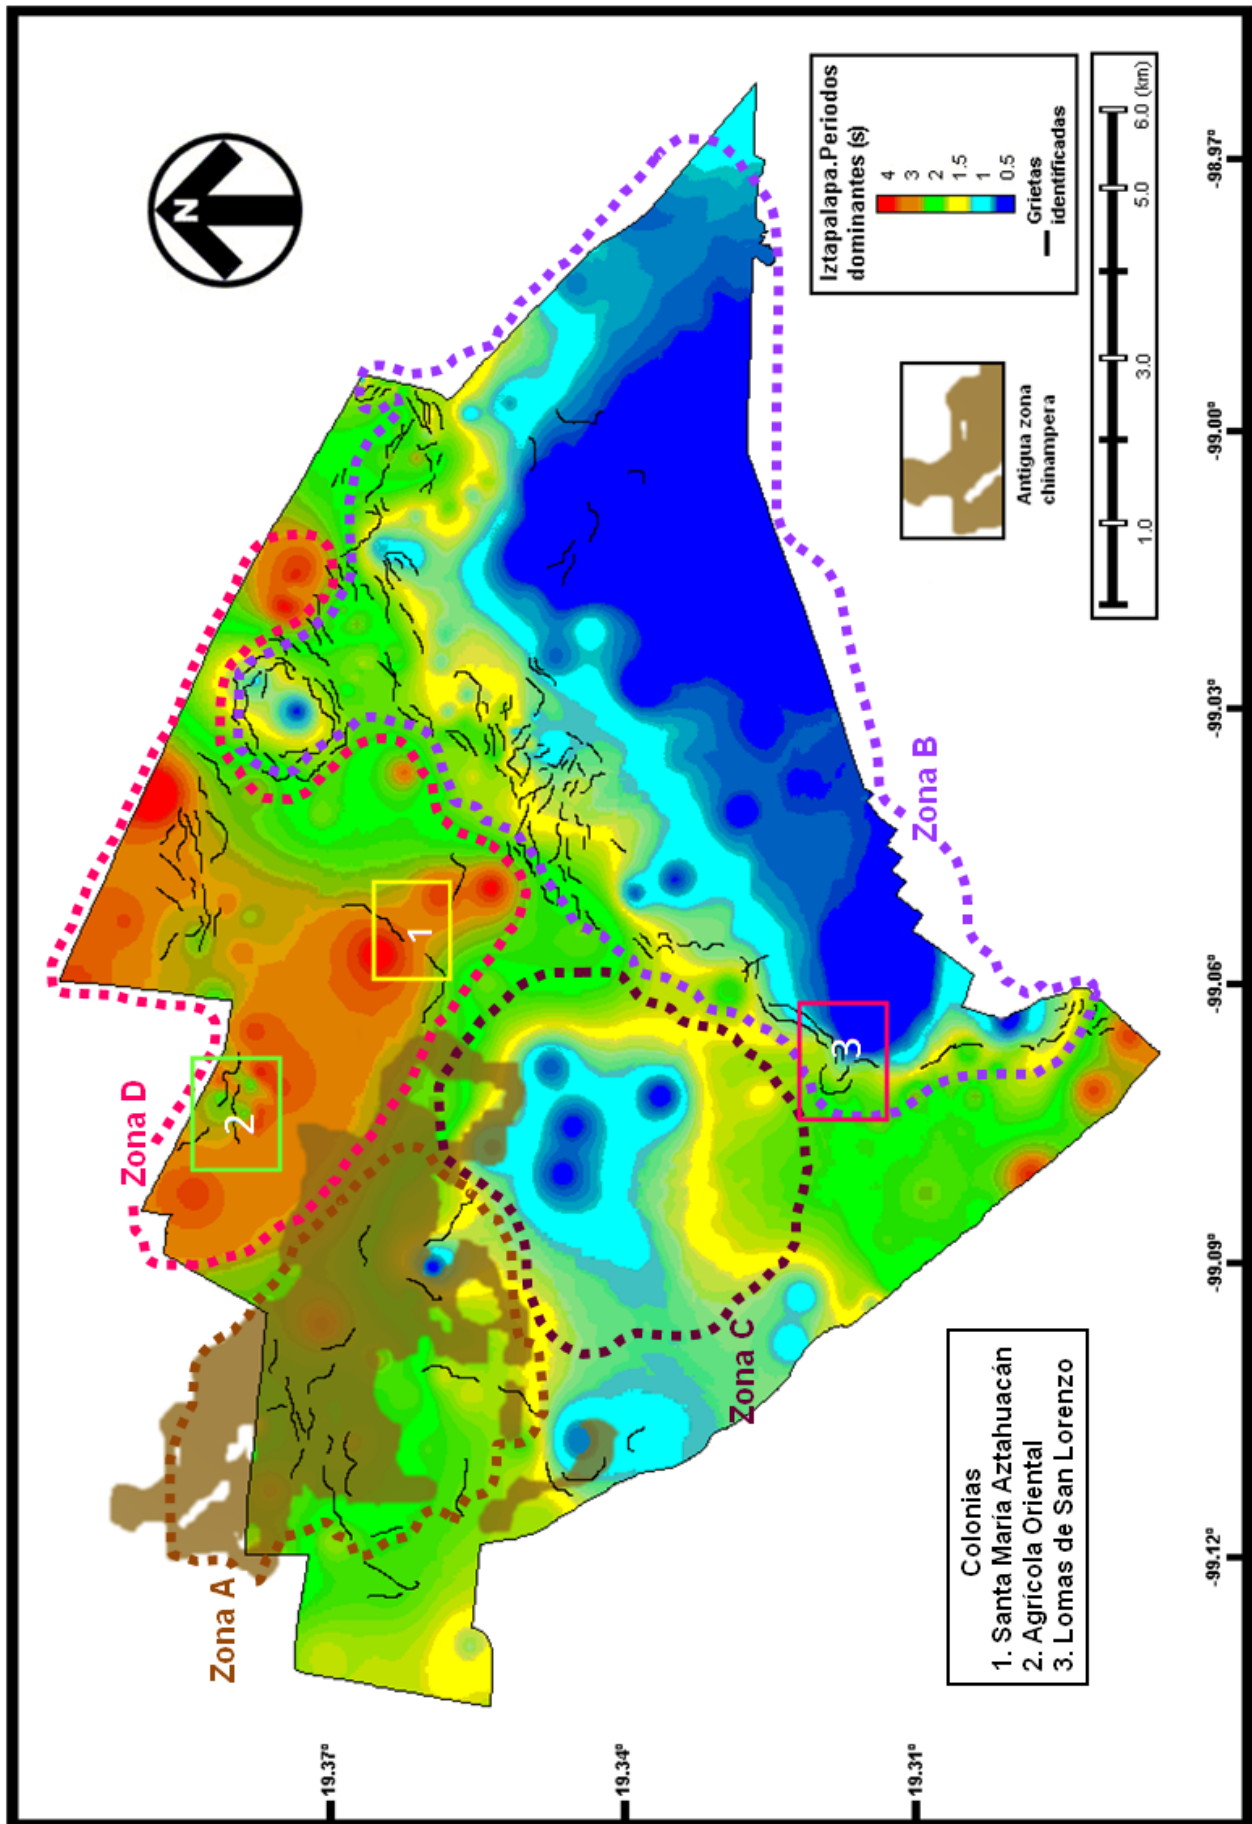 N
Iztapalapa.Periodos
dominantes (s)
4
3
2
1.5
1
0.5
Grietas
identificadas
1.0
3.0
5.0
6.0 (km)
Antigua zona
chinampera
Zona A
Zona B
Zona C
Zona D
1
2
3
Colonias
1. Santa María Aztahuacán
2. Agrícola Oriental
3. Lomas de San Lorenzo
19.37°
19.34°
19.31°
-99.12°
-99.09°
-99.06°
-99.03°
-99.00°
-98.97°